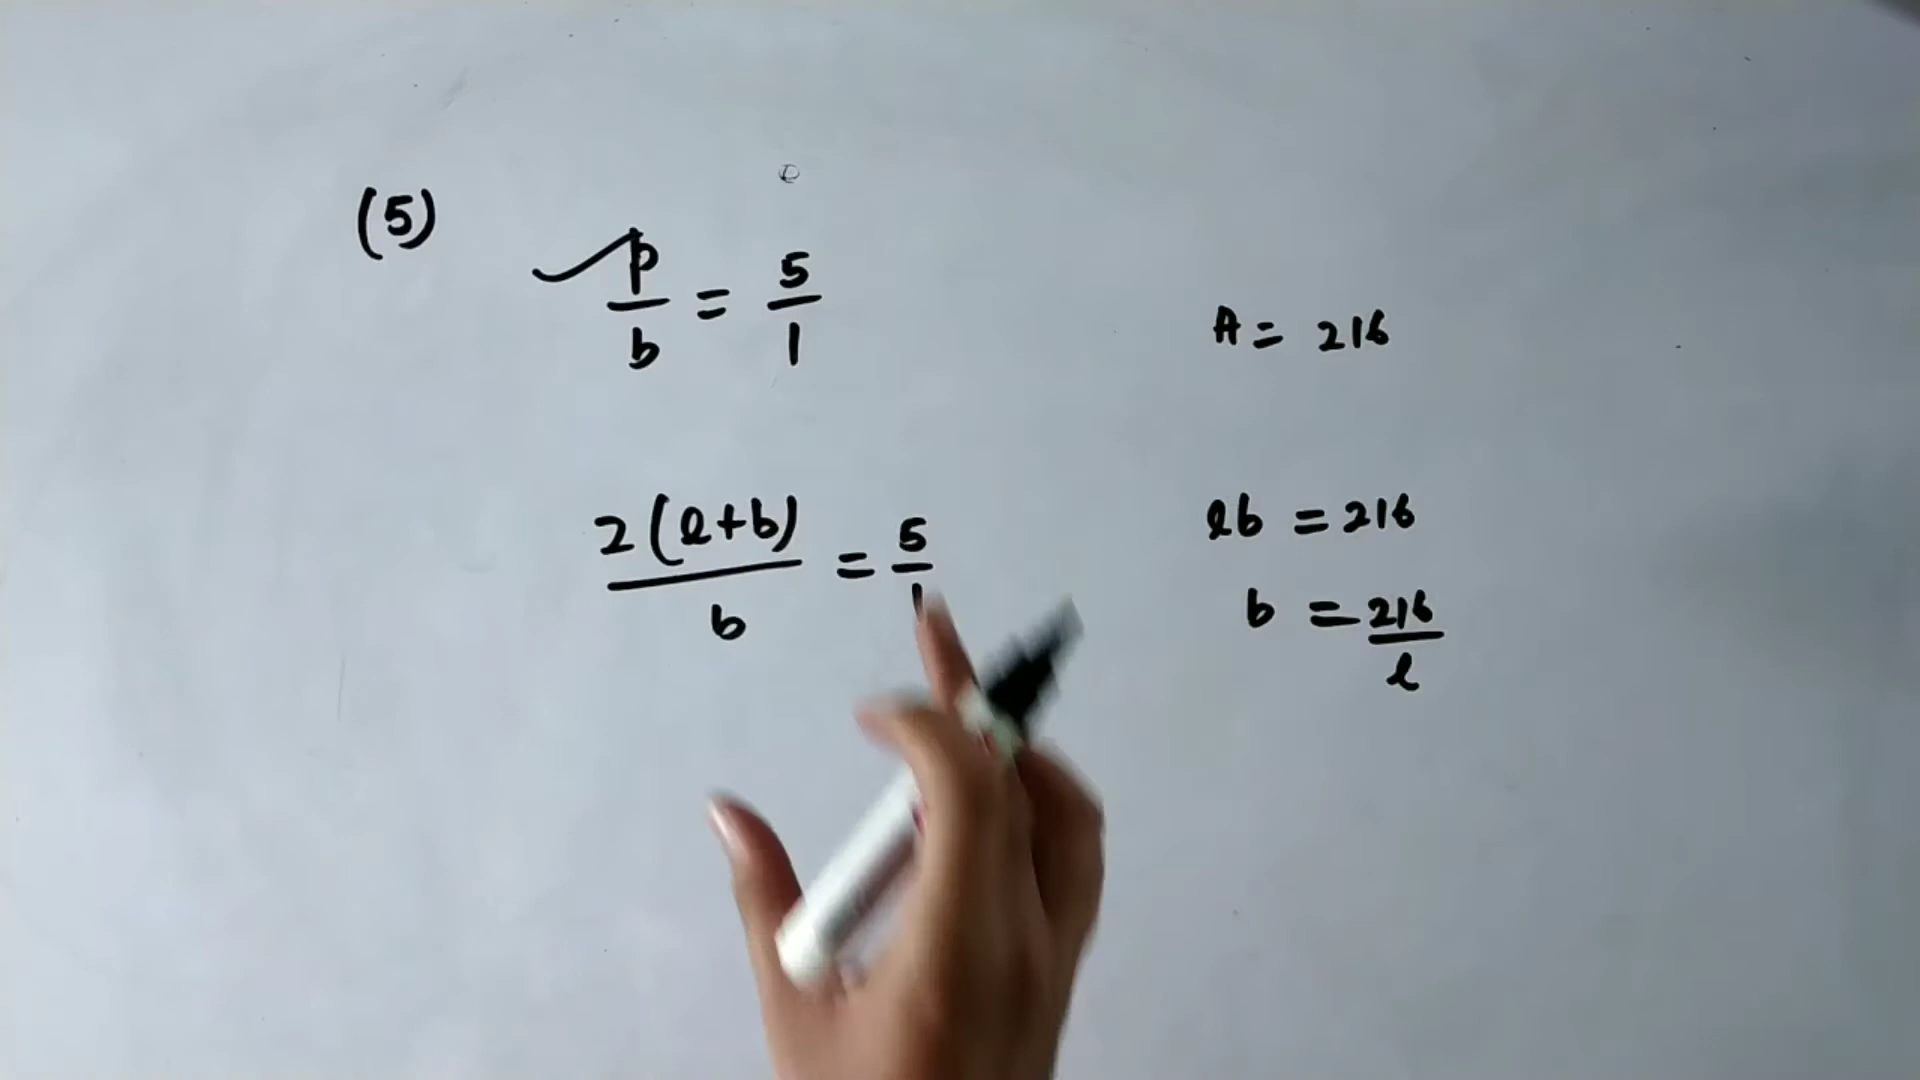 (5)
p/b = 5/1
A = 216
2(l+b)/b = 5/1
lb = 216
b = 216/l